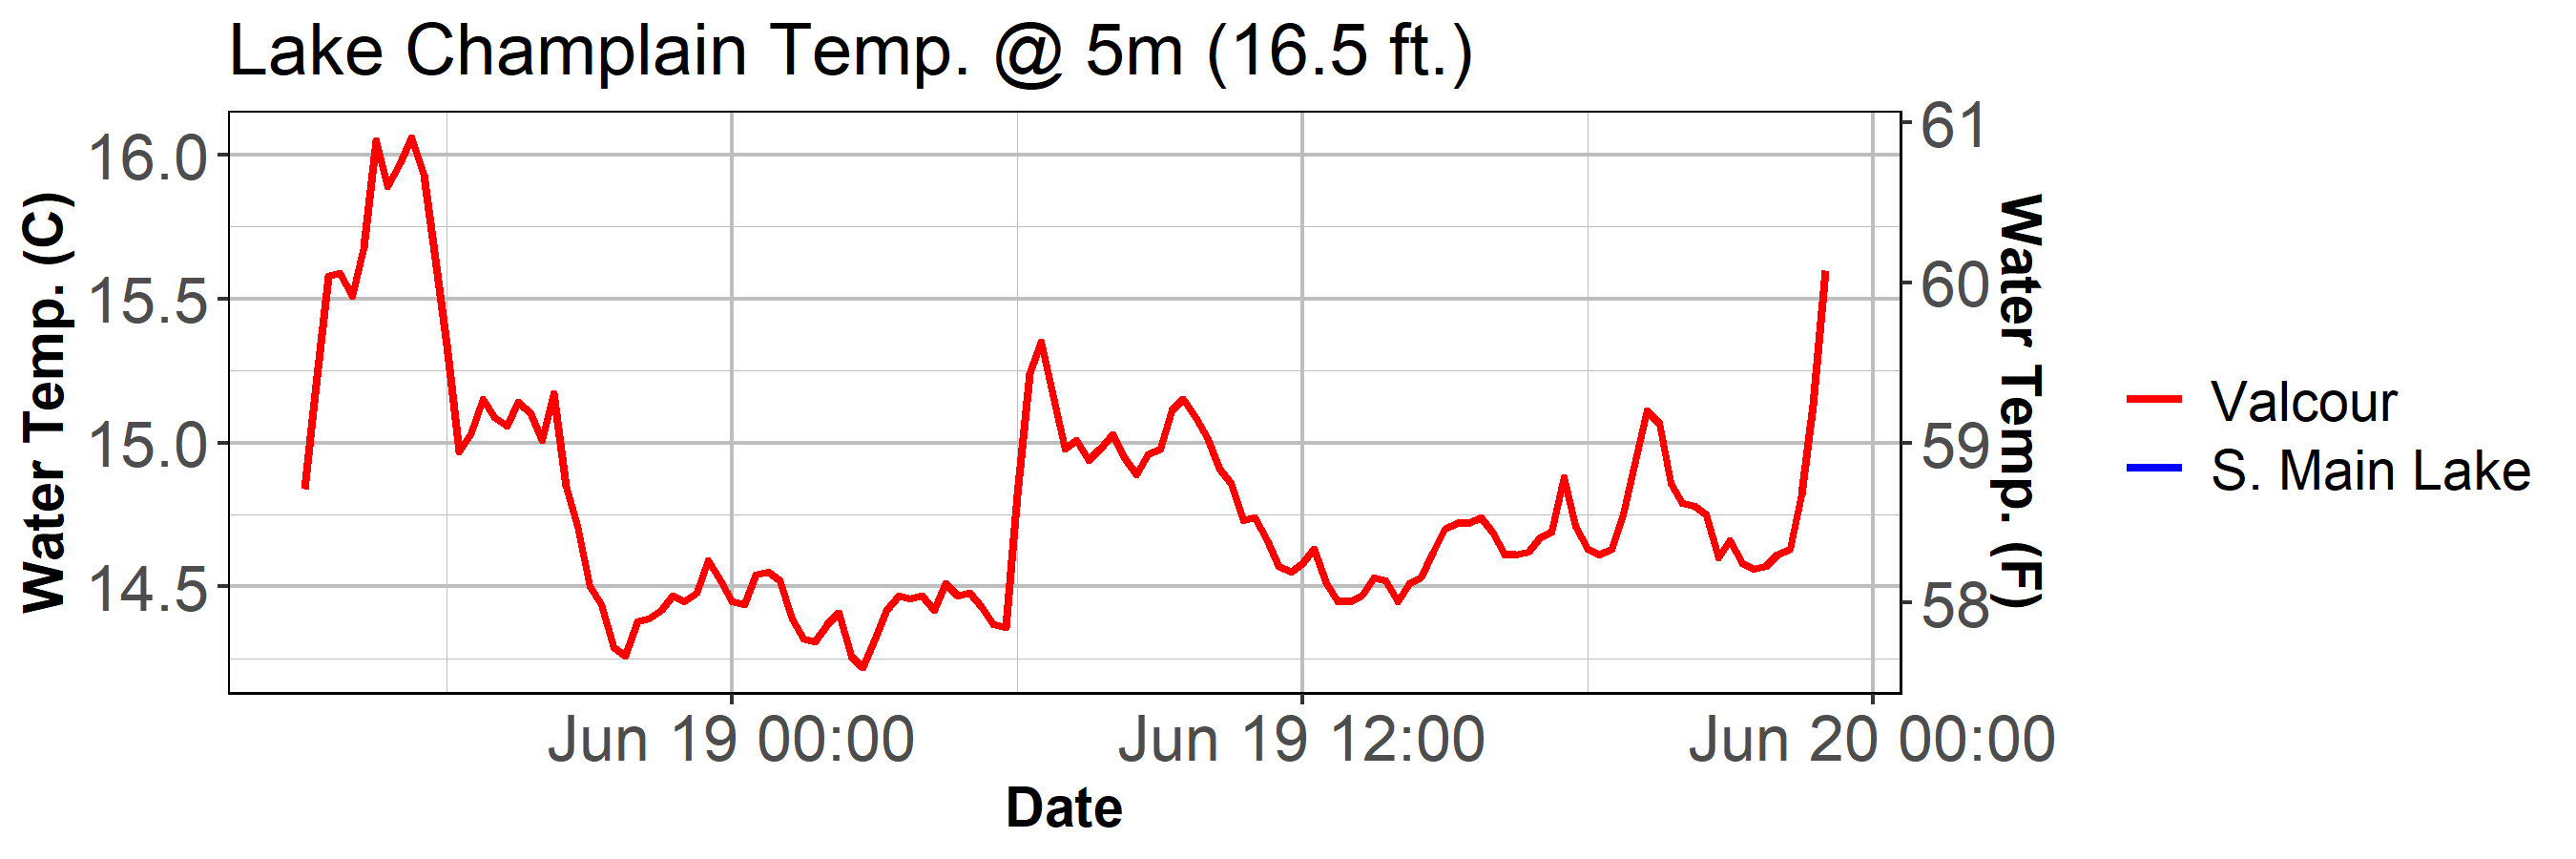 Lake Champlain Temp. @ 5m (16.5 ft.)
Water Temp. (C)
16.0
15.5
15.0
14.5
61
60
59
58
Water Temp. (F)
Jun 19 00:00 Jun 19 12:00 Jun 20 00:00
Date
Valcour
S. Main Lake